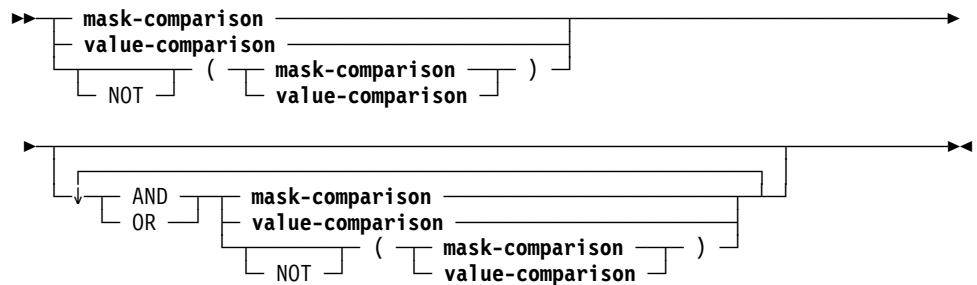 mask-comparison
value-comparison
NOT ( mask-comparison )
value-comparison
AND mask-comparison
OR value-comparison
NOT ( mask-comparison )
value-comparison